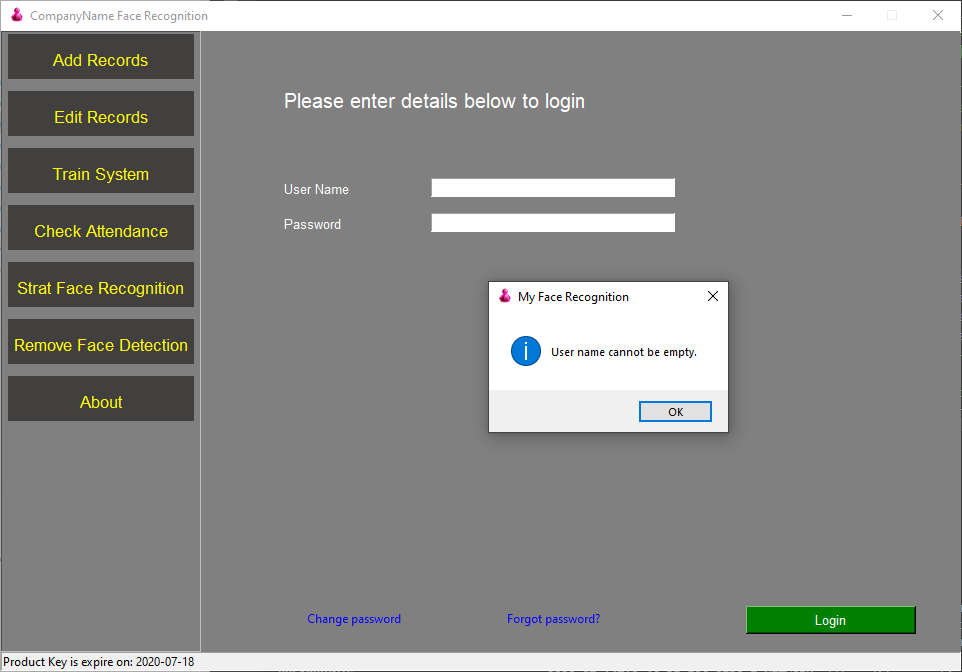 CompanyName Face Recognition
Add Records
Edit Records
Train System
Check Attendance
Strat Face Recognition
Remove Face Detection
About
Please enter details below to login
User Name
Password
My Face Recognition
User name cannot be empty.
OK
Change password
Forgot password?
Login
Product Key is expire on: 2020-07-18